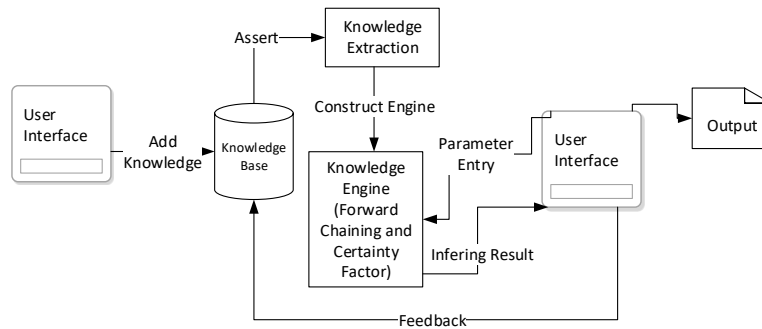 Assert
Knowledge
Extraction
User
Interface
Add
Knowledge
Knowledge
Base
Construct Engine
Knowledge
Engine
(Forward
Chaining and
Certainty
Factor)
Parameter
Entry
User
Interface
Output
Infering Result
Feedback